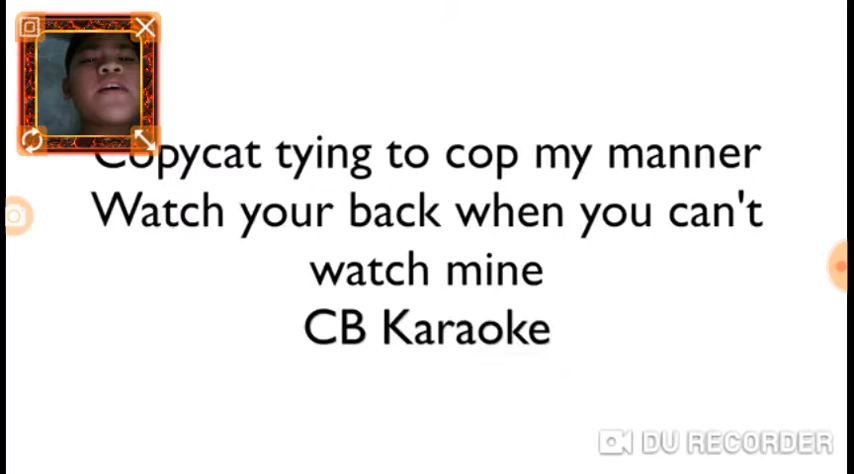 Copycat tying to cop my manner
Watch your back when you can't
watch mine
CB Karaoke
DU RECORDER